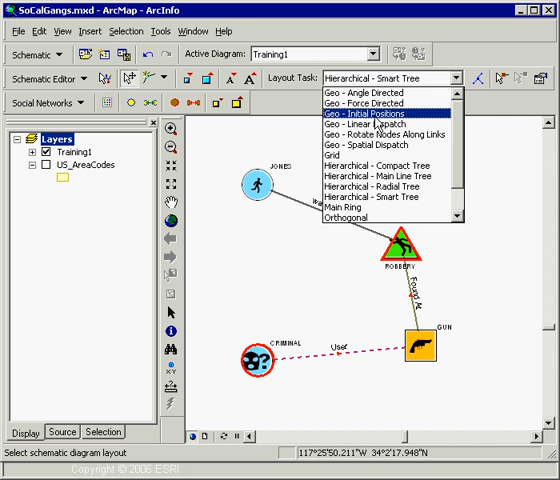 SoCalGangs.mxd - ArcMap - ArcInfo
File Edit View Insert Selection Tools Window Help
Schematic Active Diagram: Training1
Schematic Editor Layout Task: Hierarchical - Smart Tree
Social Networks
Geo - Angle Directed
Geo - Force Directed
Geo - Initial Positions
Geo - Linear Dispatch
Geo - Rotate Nodes Along Links
Geo - Spatial Dispatch
Grid
Hierarchical - Compact Tree
Hierarchical - Main Line Tree
Hierarchical - Radial Tree
Hierarchical - Smart Tree
Main Ring
Orthogonal
Layers
Training1
US_AreaCodes
JONES
ROBBERY
Found At
GUN
CRIMINAL
User
XY
Display Source Selection
Select schematic diagram layout
117°25'50.211"W 34°2'17.948"N
Copyright © 2006 ESRI